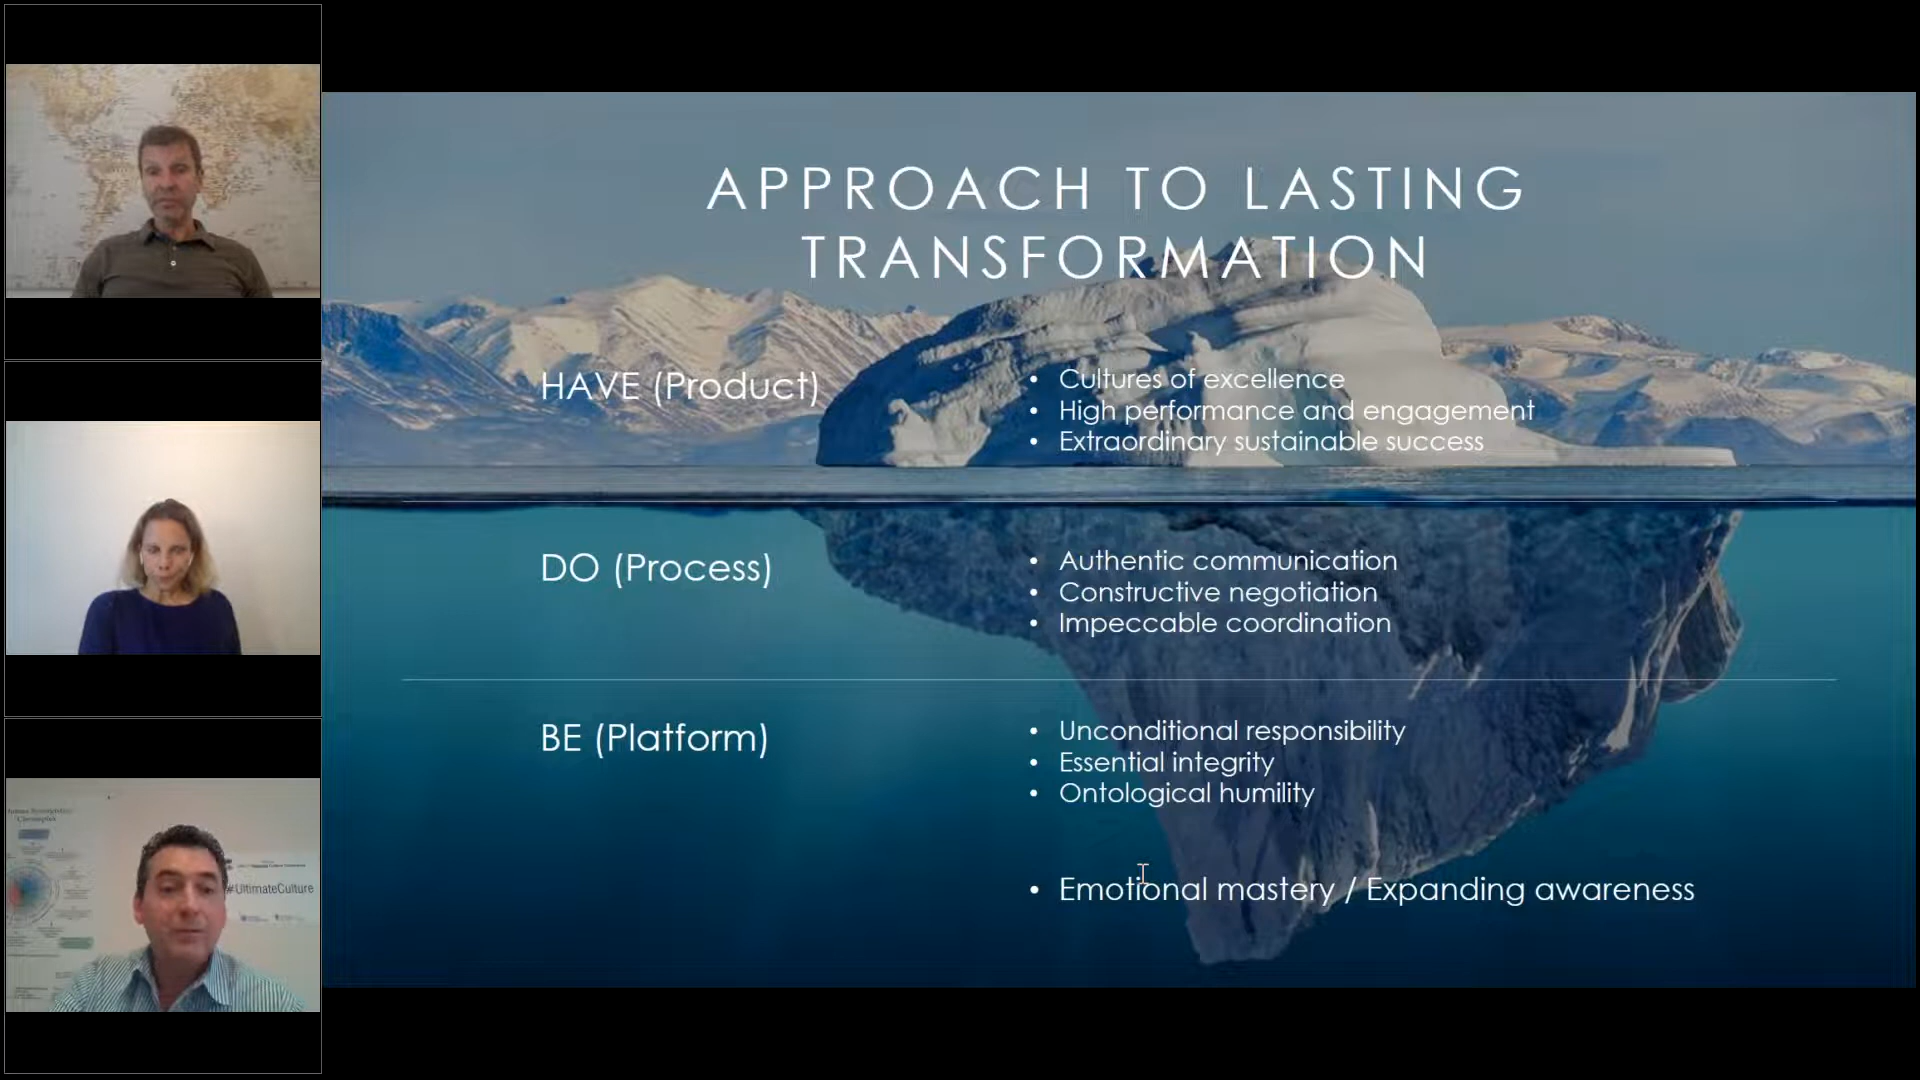 APPROACH TO LASTING
TRANSFORMATION
HAVE (Product)
• Cultures of excellence
• High performance and engagement
• Extraordinary sustainable success
DO (Process)
• Authentic communication
• Constructive negotiation
• Impeccable coordination
BE (Platform)
• Unconditional responsibility
• Essential integrity
• Ontological humility
• Emotional mastery / Expanding awareness
#UltimateCulture